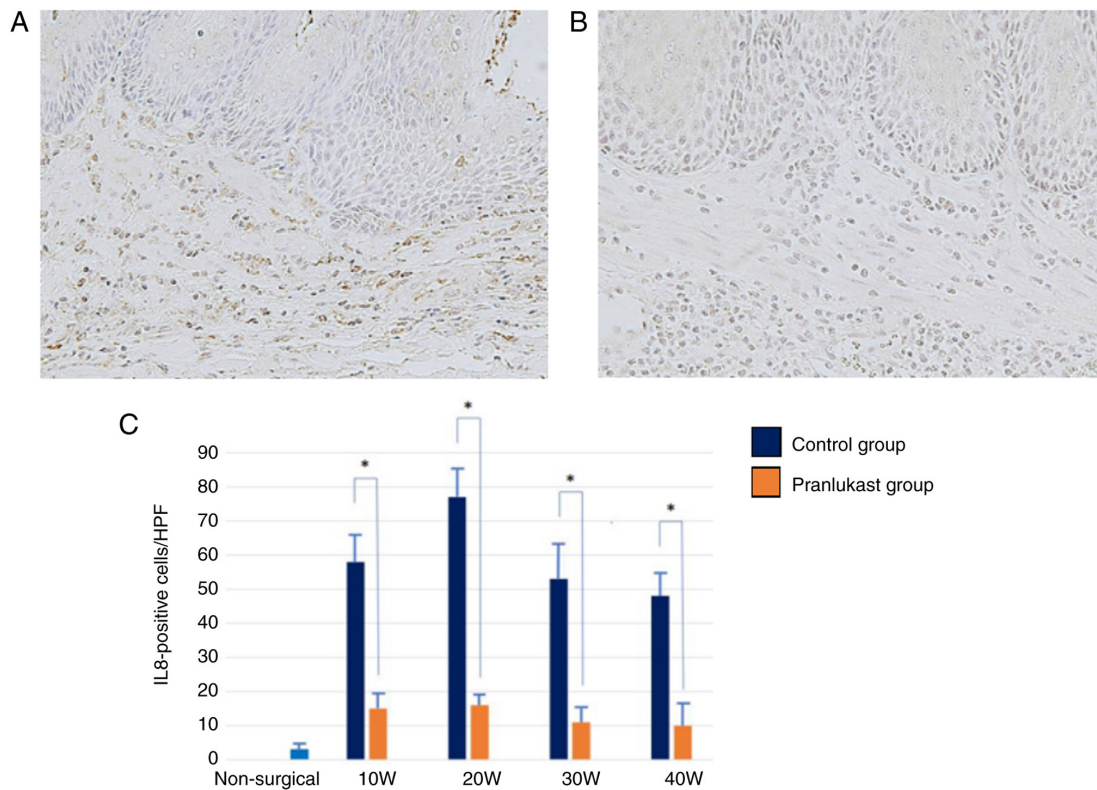 A
B
C
* * * *
90
80
70
60
50
40
30
20
10
0
IL8-positive cells/HPF
Non-surgical 10W 20W 30W 40W
Control group
Pranlukast group